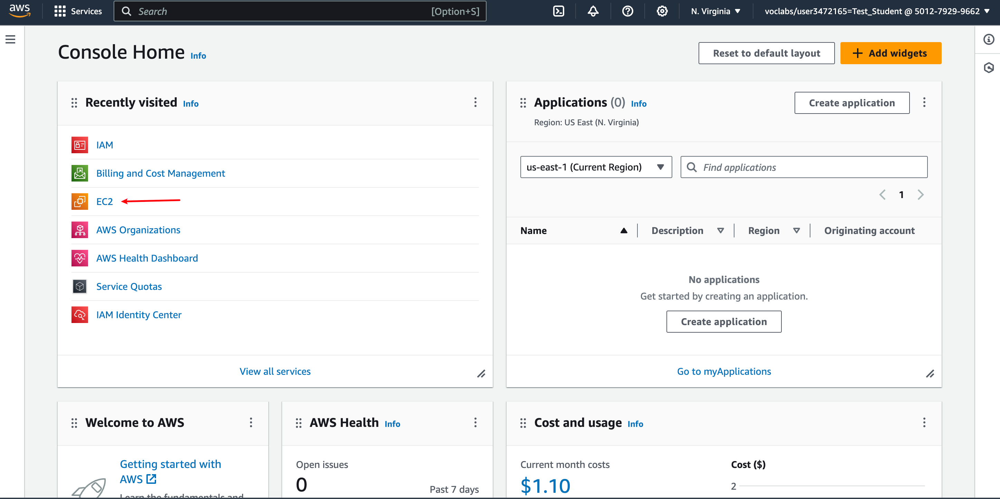 aws
Services
Search [Option+S]
N. Virginia
voclabs/user3472165=Test_Student @ 5012-7929-9662
Console Home Info
Reset to default layout
Add widgets
Recently visited Info
IAM
Billing and Cost Management
EC2
AWS Organizations
AWS Health Dashboard
Service Quotas
IAM Identity Center
View all services
Applications (0) Info
Region: US East (N. Virginia)
Create application
us-east-1 (Current Region)
Find applications
1
Name Description Region Originating account
No applications
Get started by creating an application.
Create application
Go to myApplications
Welcome to AWS
Getting started with
AWS
Learn the fundamentals and
AWS Health Info
Open issues
0
Past 7 days
Cost and usage Info
Current month costs
$1.10
Cost ($)
2